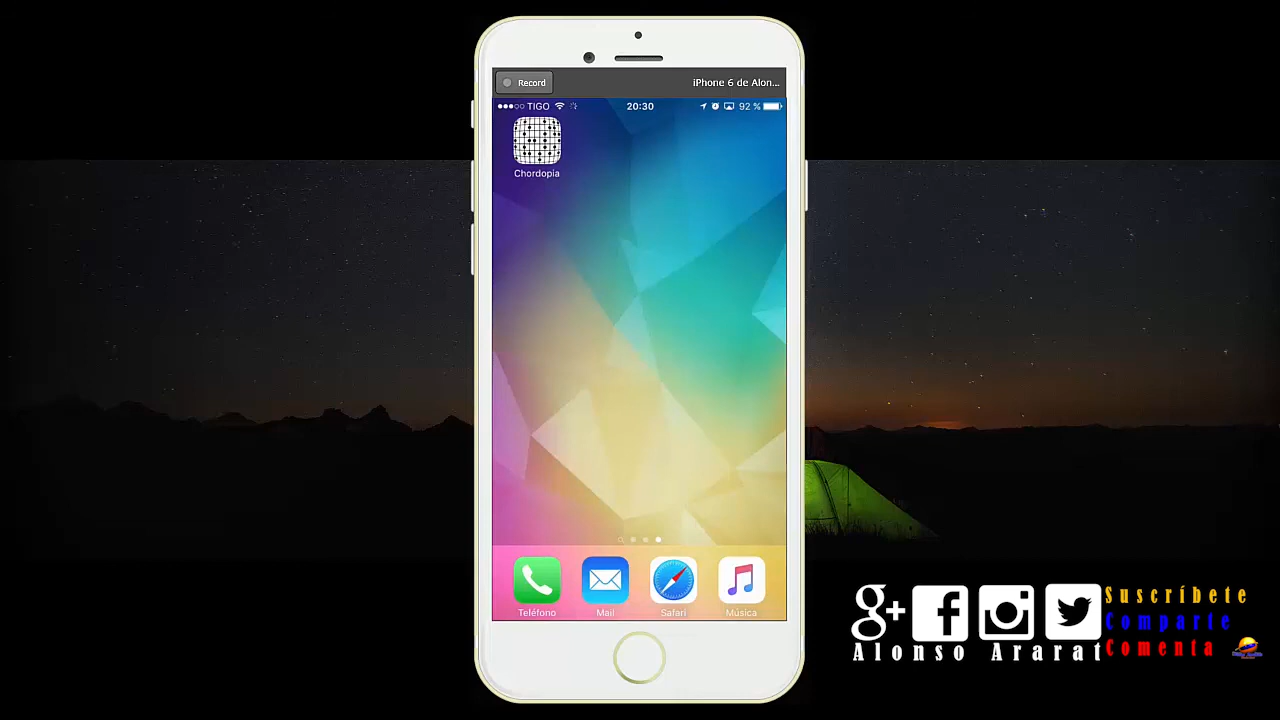 Record
iPhone 6 de Alon...
TIGO
20:30
92 %
Chordopia
Teléfono
Mail
Safari
Música
g+
Suscríbete
Comparte
Comenta
Alonso Ararat